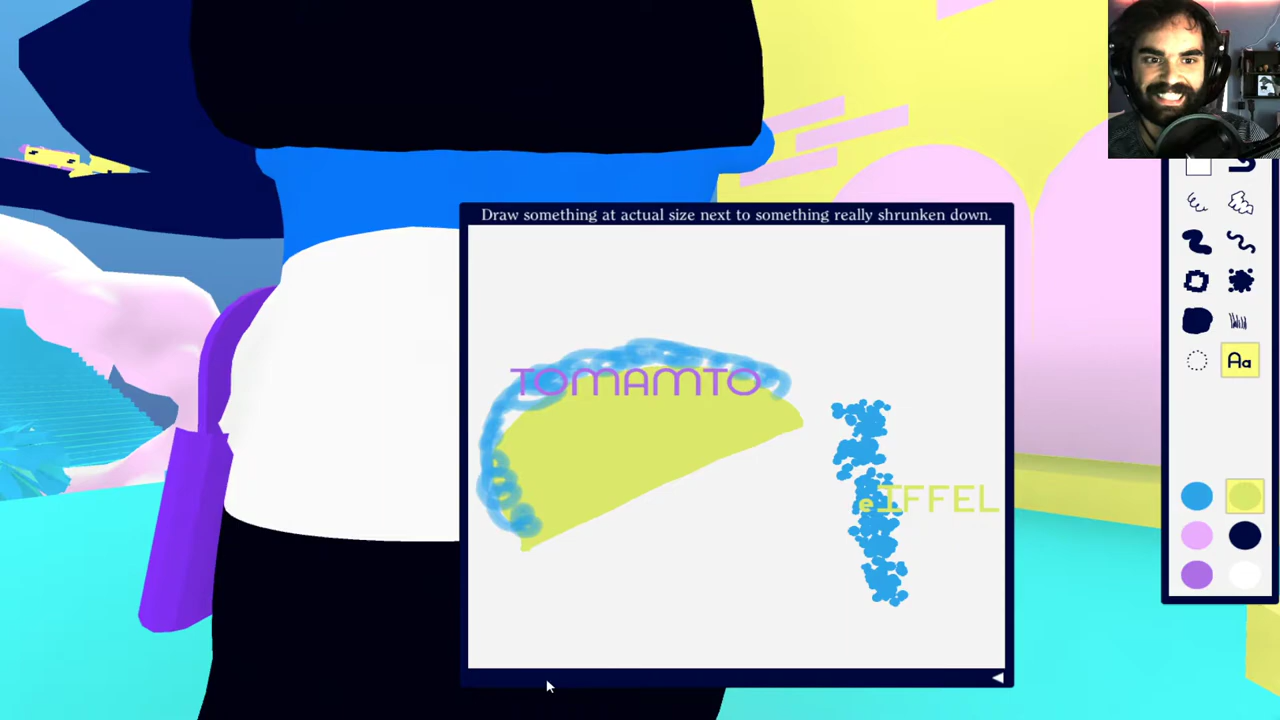 Draw something at actual size next to something really shrunken down.
TOMAMTO
eIFFEL
Aa